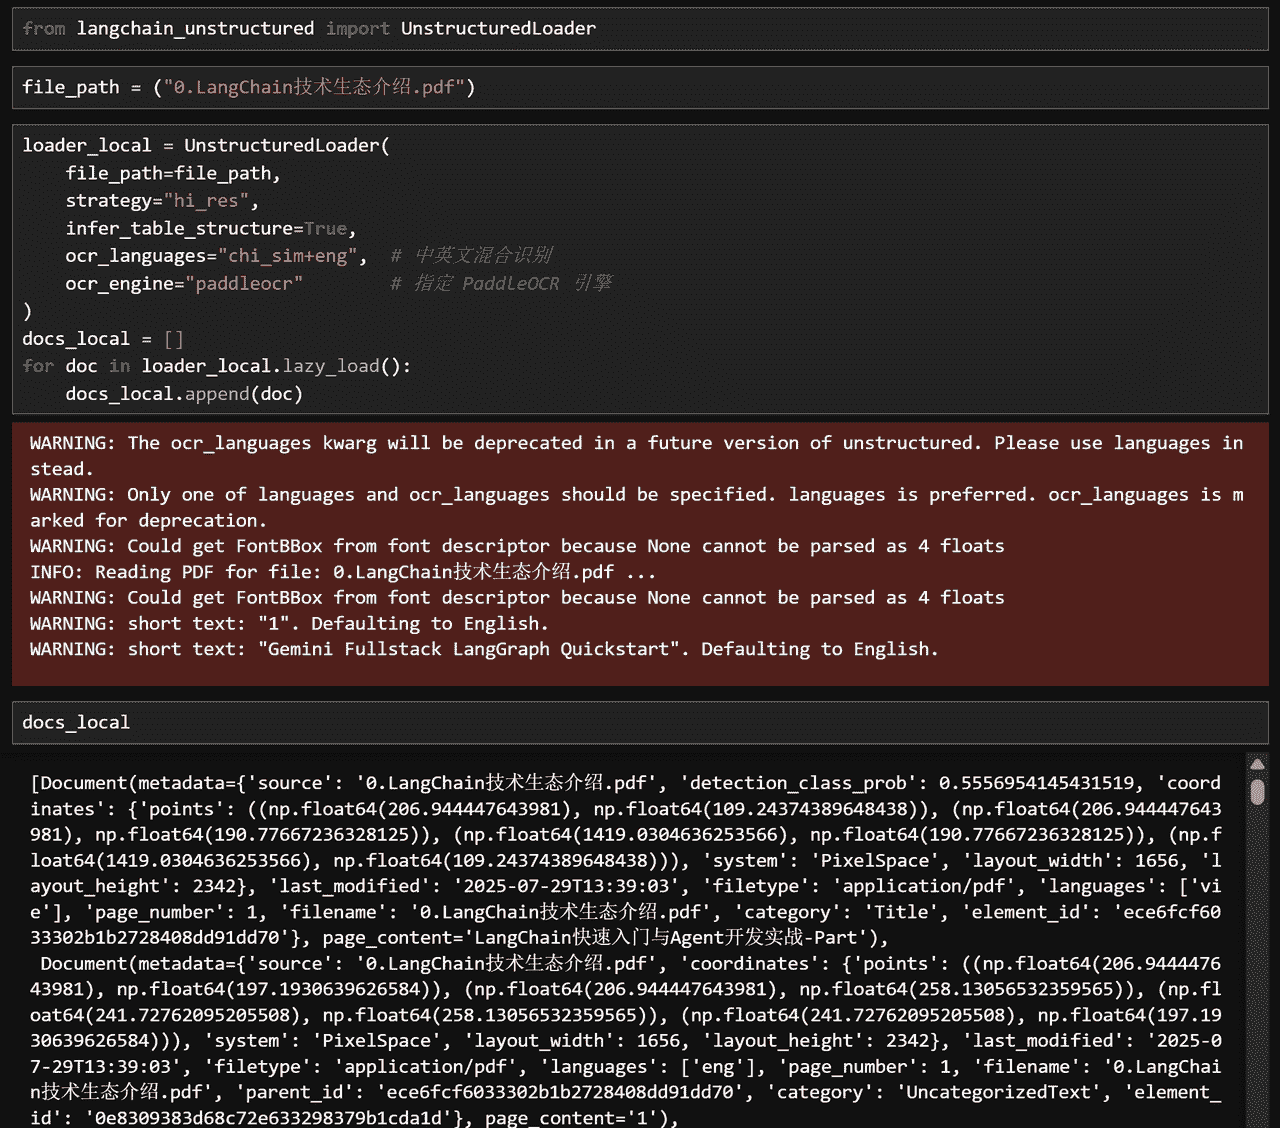 from langchain_unstructured import UnstructuredLoader
file_path = ("0.LangChain技术生态介绍.pdf")
loader_local = UnstructuredLoader(
    file_path=file_path,
    strategy="hi_res",
    infer_table_structure=True,
    ocr_languages="chi_sim+eng",  # 中英文混合识别
    ocr_engine="paddleocr"        # 指定 PaddleOCR 引擎
)
docs_local = []
for doc in loader_local.lazy_load():
    docs_local.append(doc)
WARNING: The ocr_languages kwarg will be deprecated in a future version of unstructured. Please use languages in
stead.
WARNING: Only one of languages and ocr_languages should be specified. languages is preferred. ocr_languages is m
arked for deprecation.
WARNING: Could get FontBBox from font descriptor because None cannot be parsed as 4 floats
INFO: Reading PDF for file: 0.LangChain技术生态介绍.pdf ...
WARNING: Could get FontBBox from font descriptor because None cannot be parsed as 4 floats
WARNING: short text: "1". Defaulting to English.
WARNING: short text: "Gemini Fullstack LangGraph Quickstart". Defaulting to English.
docs_local
[Document(metadata={'source': '0.LangChain技术生态介绍.pdf', 'detection_class_prob': 0.5556954145431519, 'coord
inates': {'points': ((np.float64(206.944447643981), np.float64(109.24374389648438)), (np.float64(206.944447643
981), np.float64(190.77667236328125)), (np.float64(1419.0304636253566), np.float64(190.77667236328125)), (np.f
loat64(1419.0304636253566), np.float64(109.24374389648438))), 'system': 'PixelSpace', 'layout_width': 1656, 'l
ayout_height': 2342}, 'last_modified': '2025-07-29T13:39:03', 'filetype': 'application/pdf', 'languages': ['vi
e'], 'page_number': 1, 'filename': '0.LangChain技术生态介绍.pdf', 'category': 'Title', 'element_id': 'ece6fcf6
033302b1b2728408dd91dd70'}, page_content='LangChain快速入门与Agent开发实战-Part'),
 Document(metadata={'source': '0.LangChain技术生态介绍.pdf', 'coordinates': {'points': ((np.float64(206.9444476
43981), np.float64(197.1930639626584)), (np.float64(206.944447643981), np.float64(258.13056532359565)), (np.fl
oat64(241.72762095205508), np.float64(258.13056532359565)), (np.float64(241.72762095205508), np.float64(197.19
30639626584))), 'system': 'PixelSpace', 'layout_width': 1656, 'layout_height': 2342}, 'last_modified': '2025-0
7-29T13:39:03', 'filetype': 'application/pdf', 'languages': ['eng'], 'page_number': 1, 'filename': '0.LangChai
n技术生态介绍.pdf', 'parent_id': 'ece6fcf6033302b1b2728408dd91dd70', 'category': 'UncategorizedText', 'element_
id': '0e8309383d68c72e633298379b1cda1d'}, page_content='1'),